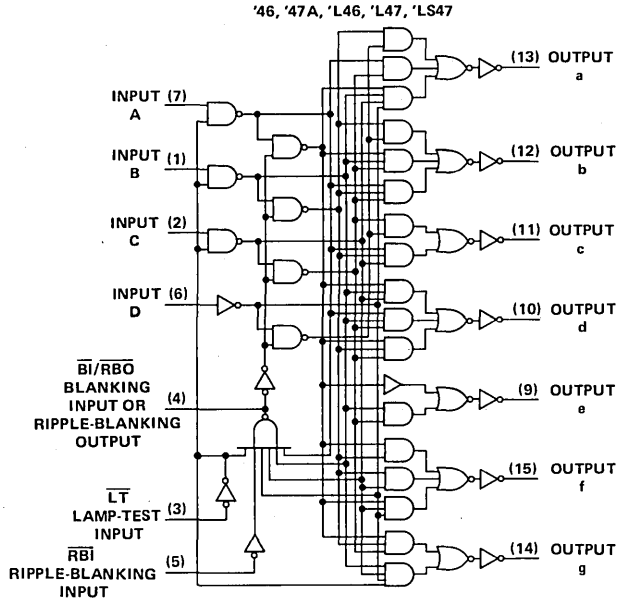 '46, '47A, 'L46, 'L47, 'LS47
INPUT (7)
A
INPUT (1)
B
INPUT (2)
C
INPUT (6)
D
BI/RBO
BLANKING
INPUT OR (4)
RIPPLE-BLANKING
OUTPUT
LT
LAMP-TEST (3)
INPUT
RBI (5)
RIPPLE-BLANKING
INPUT
(13) OUTPUT
a
(12) OUTPUT
b
(11) OUTPUT
c
(10) OUTPUT
d
(9) OUTPUT
e
(15) OUTPUT
f
(14) OUTPUT
g